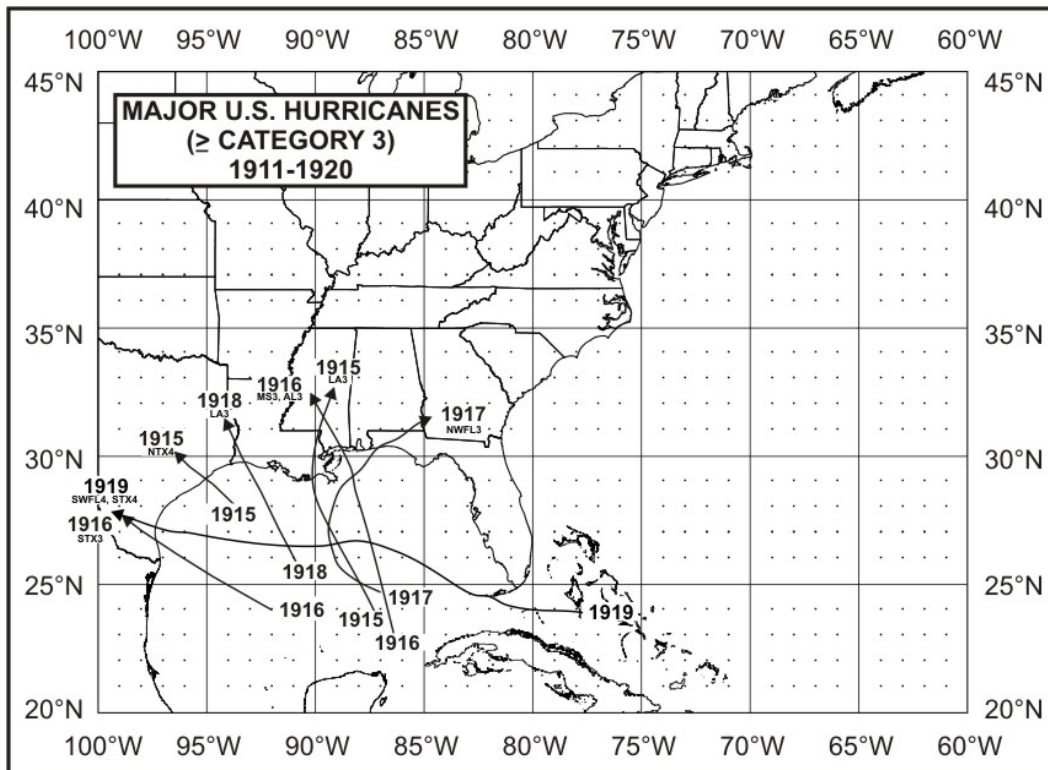 100°W 95°W 90°W 85°W 80°W 75°W 70°W 65°W 60°W
45°N 45°N
MAJOR U.S. HURRICANES
(≥ CATEGORY 3)
1911-1920
40°N 40°N
35°N 35°N
1915
LA3
1916
MS3, AL3
1918
LA3
1917
NWFL3
1915
NTX4
30°N 30°N
1919
SWFL4, STX4
1916
STX3
1915
1918
25°N 25°N
1916
1917
1915
1919
1916
20°N 20°N
100°W 95°W 90°W 85°W 80°W 75°W 70°W 65°W 60°W